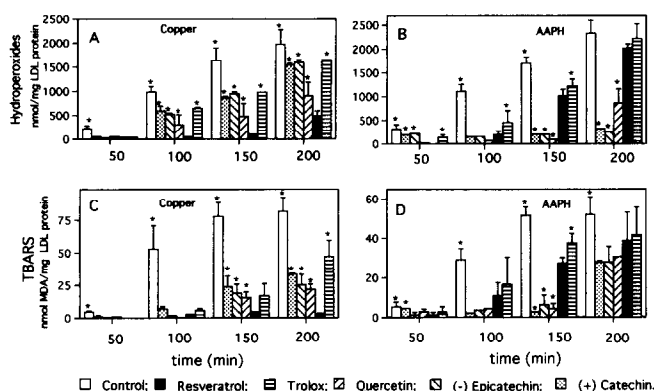 A Copper
B AAPH
Hydroperoxides
nmol/mg LDL protein
2500
2000
1500
1000
500
0
50 100 150 200
2500
2000
1500
1000
500
0
50 100 150 200
C Copper
D AAPH
TBARS
nmol MDA/mg LDL protein
75
50
25
0
50 100 150 200
60
40
20
0
50 100 150 200
time (min)
time (min)
Control; Resveratrol; Trolox; Quercetin; (-) Epicatechin; (+) Catechin.